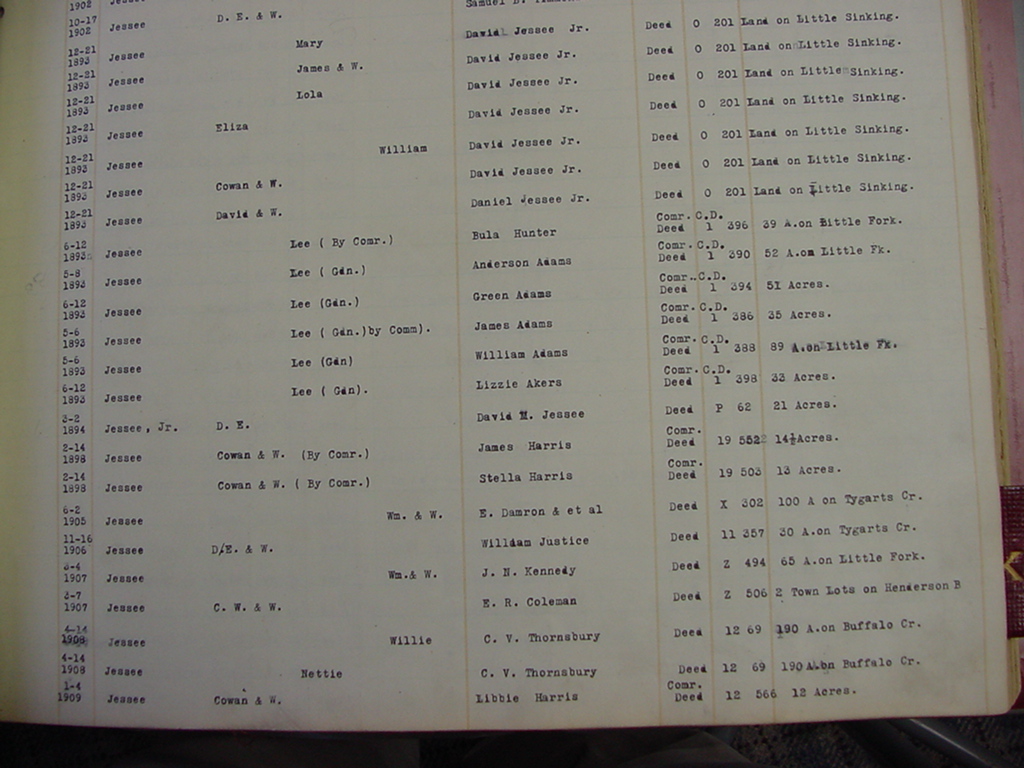 1902
10-17 1902 Jessee D. E. & W. Samuel D.
12-21 1893 Jessee Mary David Jessee Jr. Deed O 201 Land on Little Sinking.
12-21 1893 Jessee James & W. David Jessee Jr. Deed O 201 Land on Little Sinking.
12-21 1893 Jessee Lola David Jessee Jr. Deed O 201 Land on Little Sinking.
12-21 1893 Jessee Eliza David Jessee Jr. Deed O 201 Land on Little Sinking.
12-21 1893 Jessee William David Jessee Jr. Deed O 201 Land on Little Sinking.
12-21 1893 Jessee Cowan & W. David Jessee Jr. Deed O 201 Land on Little Sinking.
12-21 1893 Jessee David & W. Daniel Jessee Jr. Deed O 201 Land on Little Sinking.
6-12 1893 Jessee Lee ( By Comr.) Bula Hunter Comr. Deed C.D. 1 396 39 A.on Bittle Fork.
5-8 1893 Jessee Lee ( Gdn.) Anderson Adams Comr. Deed C.D. 1 390 52 A.on Little Fk.
6-12 1893 Jessee Lee (Gdn.) Green Adams Comr. Deed C.D. 1 394 51 Acres.
5-6 1893 Jessee Lee ( Gdn.)by Comm). James Adams Comr. Deed C.D. 1 386 35 Acres.
5-6 1893 Jessee Lee (Gdn) William Adams Comr. Deed C.D. 1 388 89 A.on Little Fk.
6-12 1893 Jessee Lee ( Gdn). Lizzie Akers Comr. Deed C.D. 1 398 33 Acres.
3-2 1894 Jessee, Jr. D. E. David M. Jessee Deed P 62 21 Acres.
2-14 1898 Jessee Cowan & W. (By Comr.) James Harris Comr. Deed 19 552 14½Acres.
2-14 1898 Jessee Cowan & W. ( By Comr.) Stella Harris Comr. Deed 19 503 13 Acres.
6-2 1905 Jessee Wm. & W. E. Damron & et al Deed X 302 100 A on Tygarts Cr.
11-16 1906 Jessee D/E. & W. William Justice Deed 11 357 30 A.on Tygarts Cr.
3-4 1907 Jessee Wm.& W. J. N. Kennedy Deed Z 494 65 A.on Little Fork.
3-7 1907 Jessee C. W. & W. E. R. Coleman Deed Z 506 2 Town Lots on Henderson B
4-14 1908 Jessee Willie C. V. Thornsbury Deed 12 69 190 A.on Buffalo Cr.
4-14 1908 Jessee Nettie C. V. Thornsbury Deed 12 69 190 A.on Buffalo Cr.
1-4 1909 Jessee Cowan & W. Libbie Harris Comr. Deed 12 566 12 Acres.
K